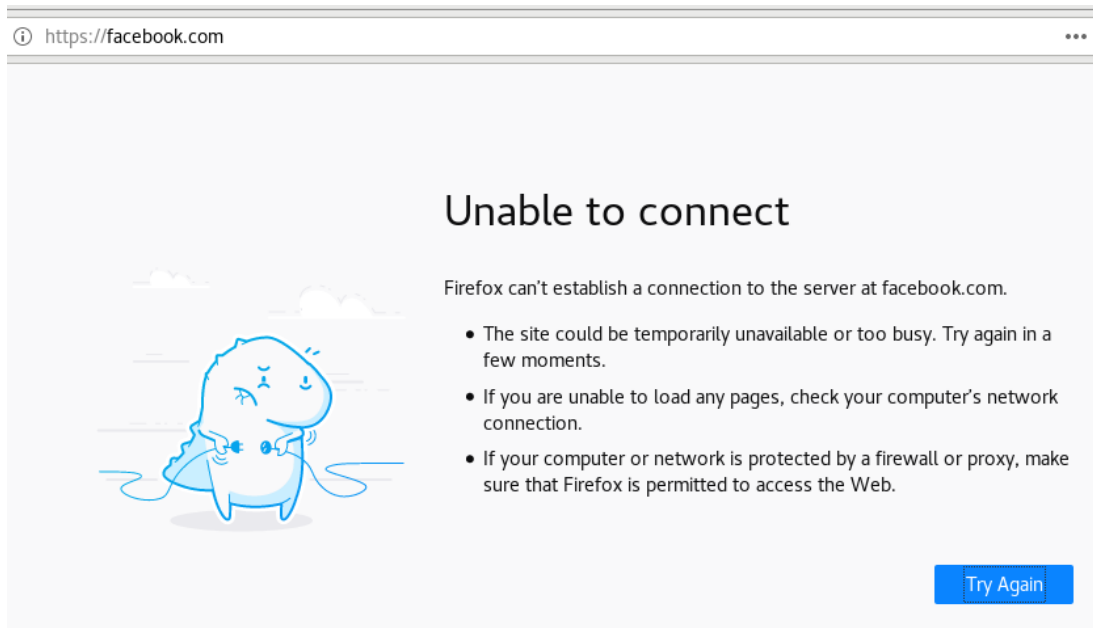 https://facebook.com
Unable to connect
Firefox can't establish a connection to the server at facebook.com.
• The site could be temporarily unavailable or too busy. Try again in a
few moments.
• If you are unable to load any pages, check your computer's network
connection.
• If your computer or network is protected by a firewall or proxy, make
sure that Firefox is permitted to access the Web.
Try Again